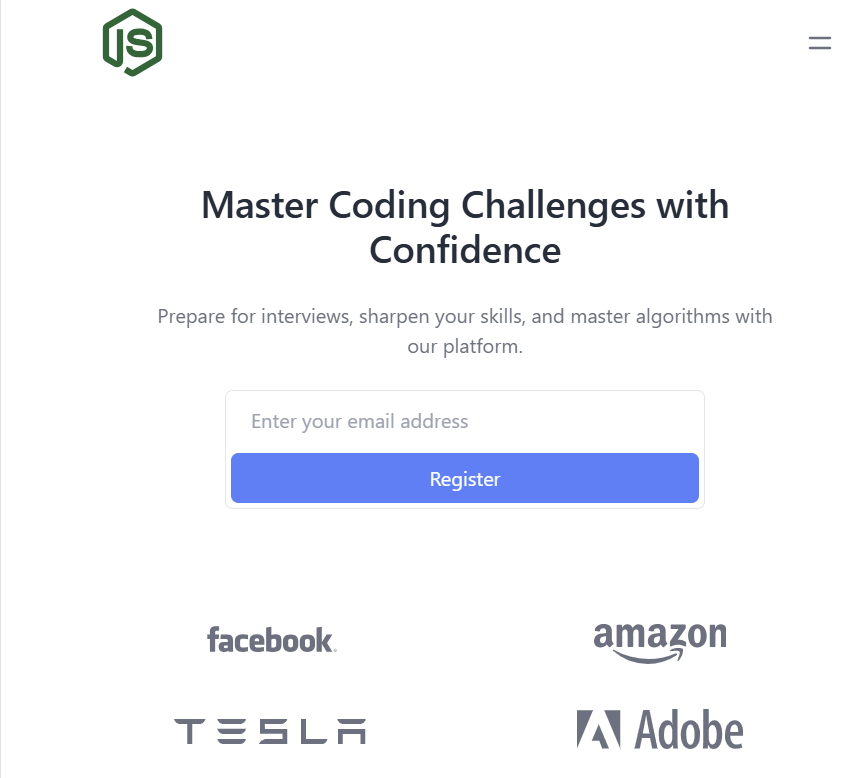 JS
Master Coding Challenges with
Confidence
Prepare for interviews, sharpen your skills, and master algorithms with
our platform.
Enter your email address
Register
facebook.
amazon
TESLA
Adobe